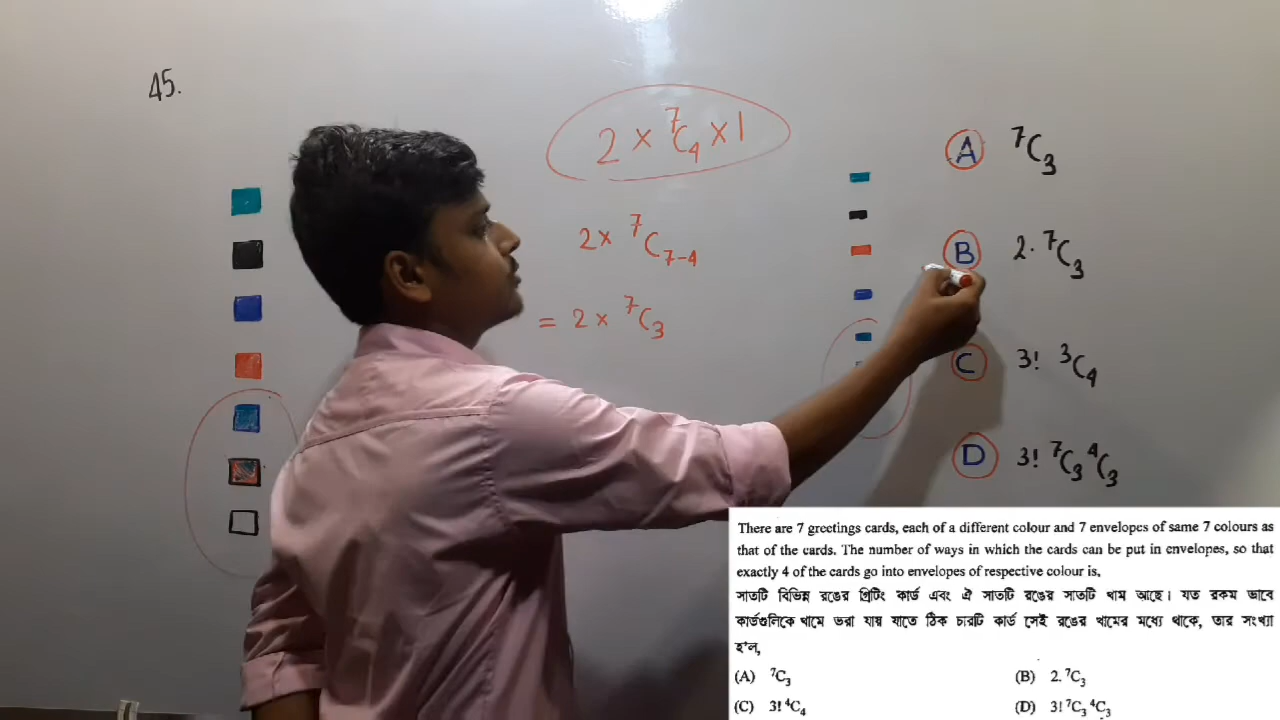 45.
2 × ⁷C₄ × 1
2 × ⁷C₇₋₄
= 2 × ⁷C₃
A ⁷C₃
B 2. ⁷C₃
C 3! ³C₄
D 3! ⁷C₃ ⁴C₃
There are 7 greetings cards, each of a different colour and 7 envelopes of same 7 colours as
that of the cards. The number of ways in which the cards can be put in envelopes, so that
exactly 4 of the cards go into envelopes of respective colour is,
সাতটি বিভিন্ন রঙের গ্রিটিং কার্ড এবং ঐ সাতটি রঙের সাতটি খাম আছে। যত রকম ভাবে
কার্ডগুলিকে খামে ভরা যায় যাতে ঠিক চারটি কার্ড সেই রঙের খামের মধ্যে থাকে, তার সংখ্যা
হ'ল,
(A) ⁷C₃ (B) 2. ⁷C₃
(C) 3! ⁴C₄ (D) 3! ⁷C₃ ⁴C₃